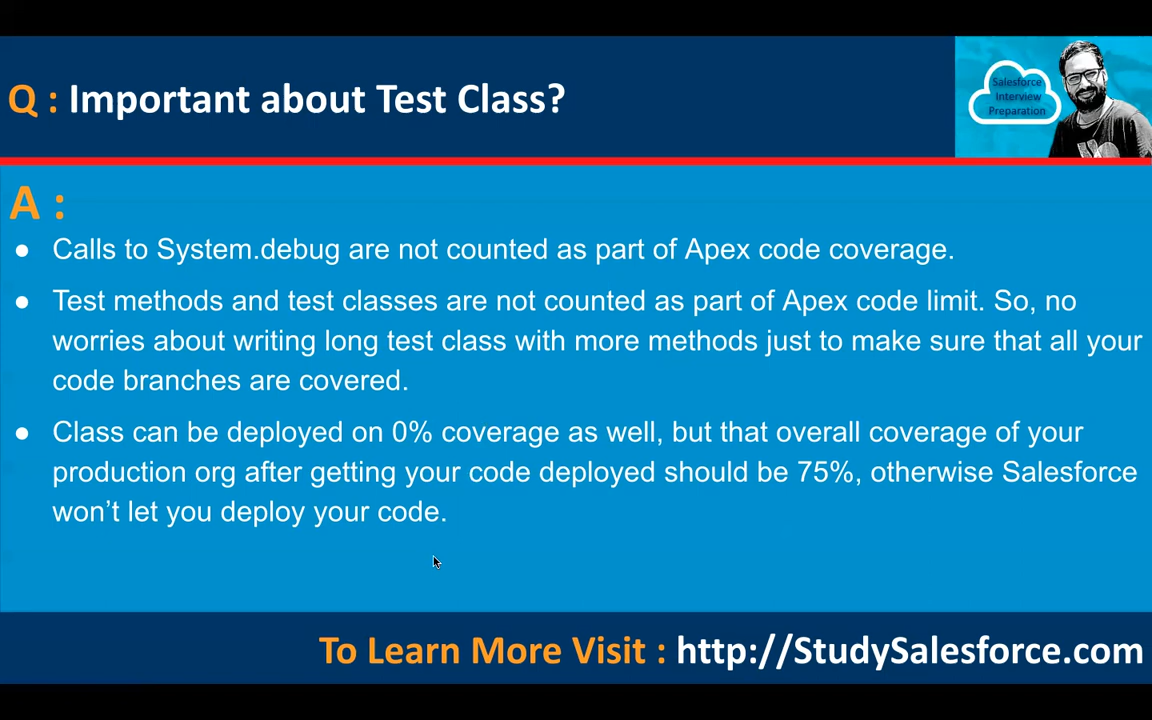 Q : Important about Test Class?
Salesforce
Interview
Preparation
A :
● Calls to System.debug are not counted as part of Apex code coverage.
● Test methods and test classes are not counted as part of Apex code limit. So, no
worries about writing long test class with more methods just to make sure that all your
code branches are covered.
● Class can be deployed on 0% coverage as well, but that overall coverage of your
production org after getting your code deployed should be 75%, otherwise Salesforce
won’t let you deploy your code.
To Learn More Visit : http://StudySalesforce.com